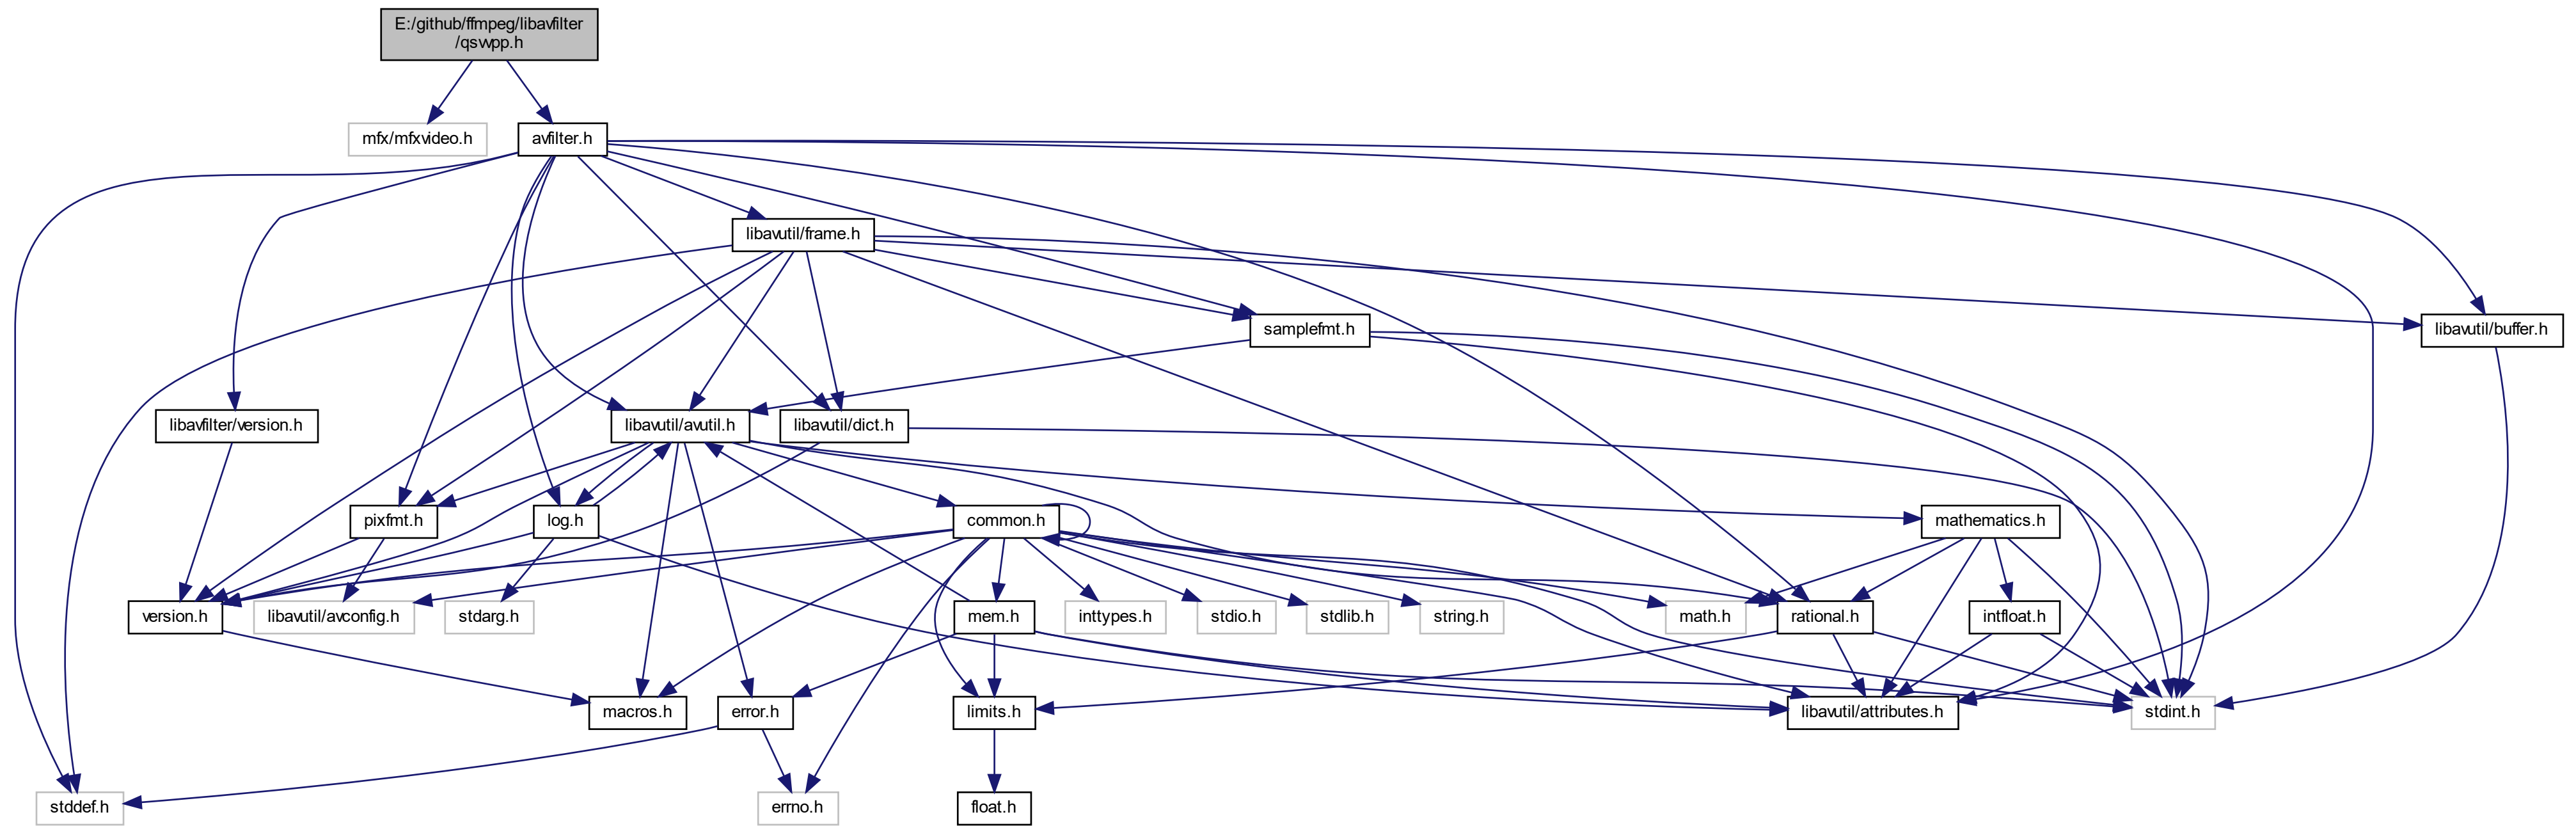 E:/github/ffmpeg/libavfilter
/qsvvpp.h
mfx/mfxvideo.h
avfilter.h
libavutil/frame.h
samplefmt.h
libavutil/buffer.h
libavfilter/version.h
libavutil/avutil.h
libavutil/dict.h
pixfmt.h
log.h
common.h
mathematics.h
version.h
libavutil/avconfig.h
stdarg.h
mem.h
inttypes.h
stdio.h
stdlib.h
string.h
math.h
rational.h
intfloat.h
macros.h
error.h
limits.h
libavutil/attributes.h
stdint.h
stddef.h
errno.h
float.h